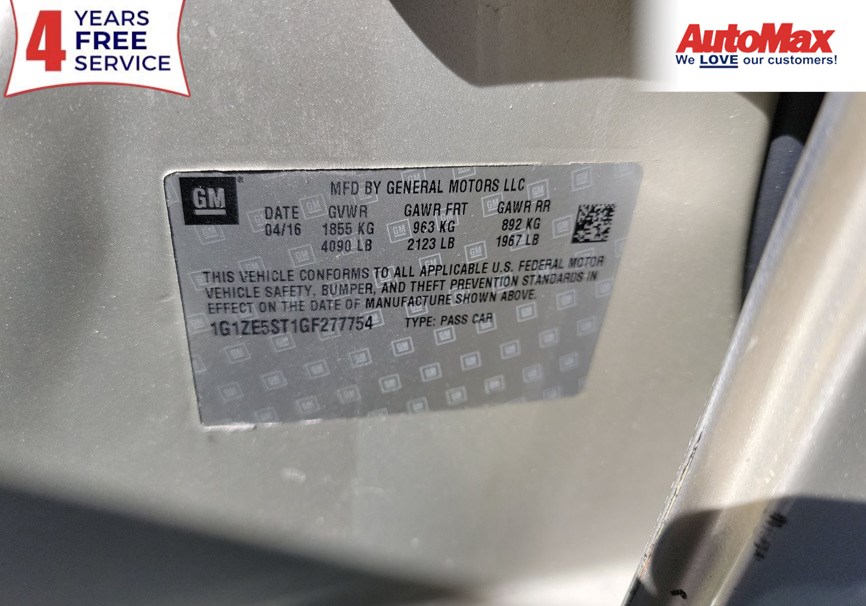 4 YEARS
FREE
SERVICE
AutoMax
We LOVE our customers!
GM
MFD BY GENERAL MOTORS LLC
DATE GVWR GAWR FRT GAWR RR
04/16 1855 KG 963 KG 892 KG
4090 LB 2123 LB 1967 LB
THIS VEHICLE CONFORMS TO ALL APPLICABLE U.S. FEDERAL MOTOR
VEHICLE SAFETY, BUMPER, AND THEFT PREVENTION STANDARDS IN
EFFECT ON THE DATE OF MANUFACTURE SHOWN ABOVE.
1G1ZE5ST1GF277754 TYPE: PASS CAR